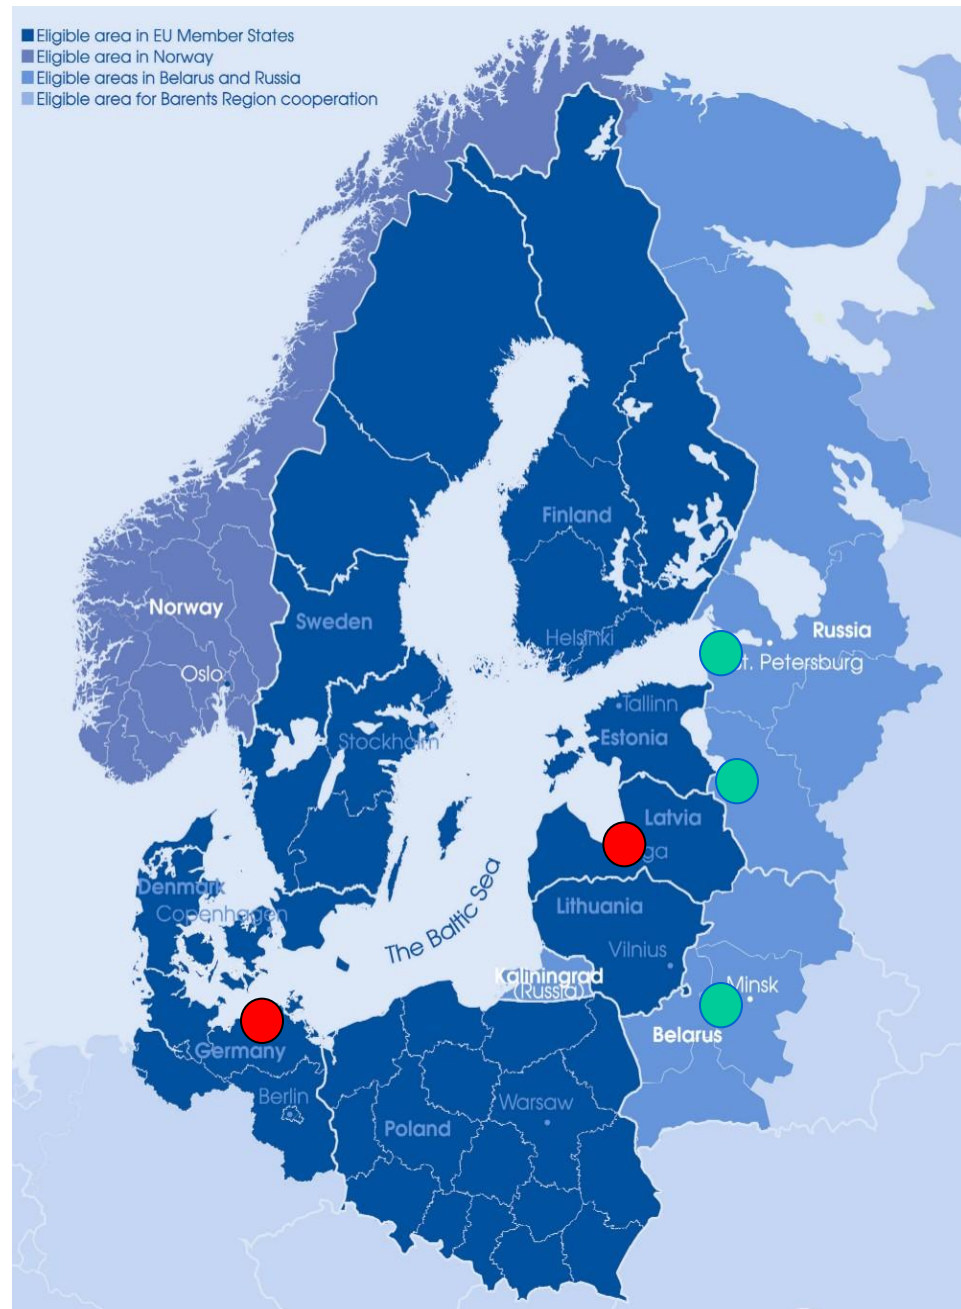 Eligible area in EU Member States
Eligible area in Norway
Eligible areas in Belarus and Russia
Eligible area for Barents Region cooperation
Finland
Norway
Sweden
Helsinki
Russia
Oslo
t. Petersburg
Tallinn
Stockholm
Estonia
Latvia
ga
Denmark
Copenhagen
The Baltic Sea
Lithuania
Vilnius
Kaliningrad
(Russia)
Minsk
Belarus
Germany
Berlin
Warsaw
Poland